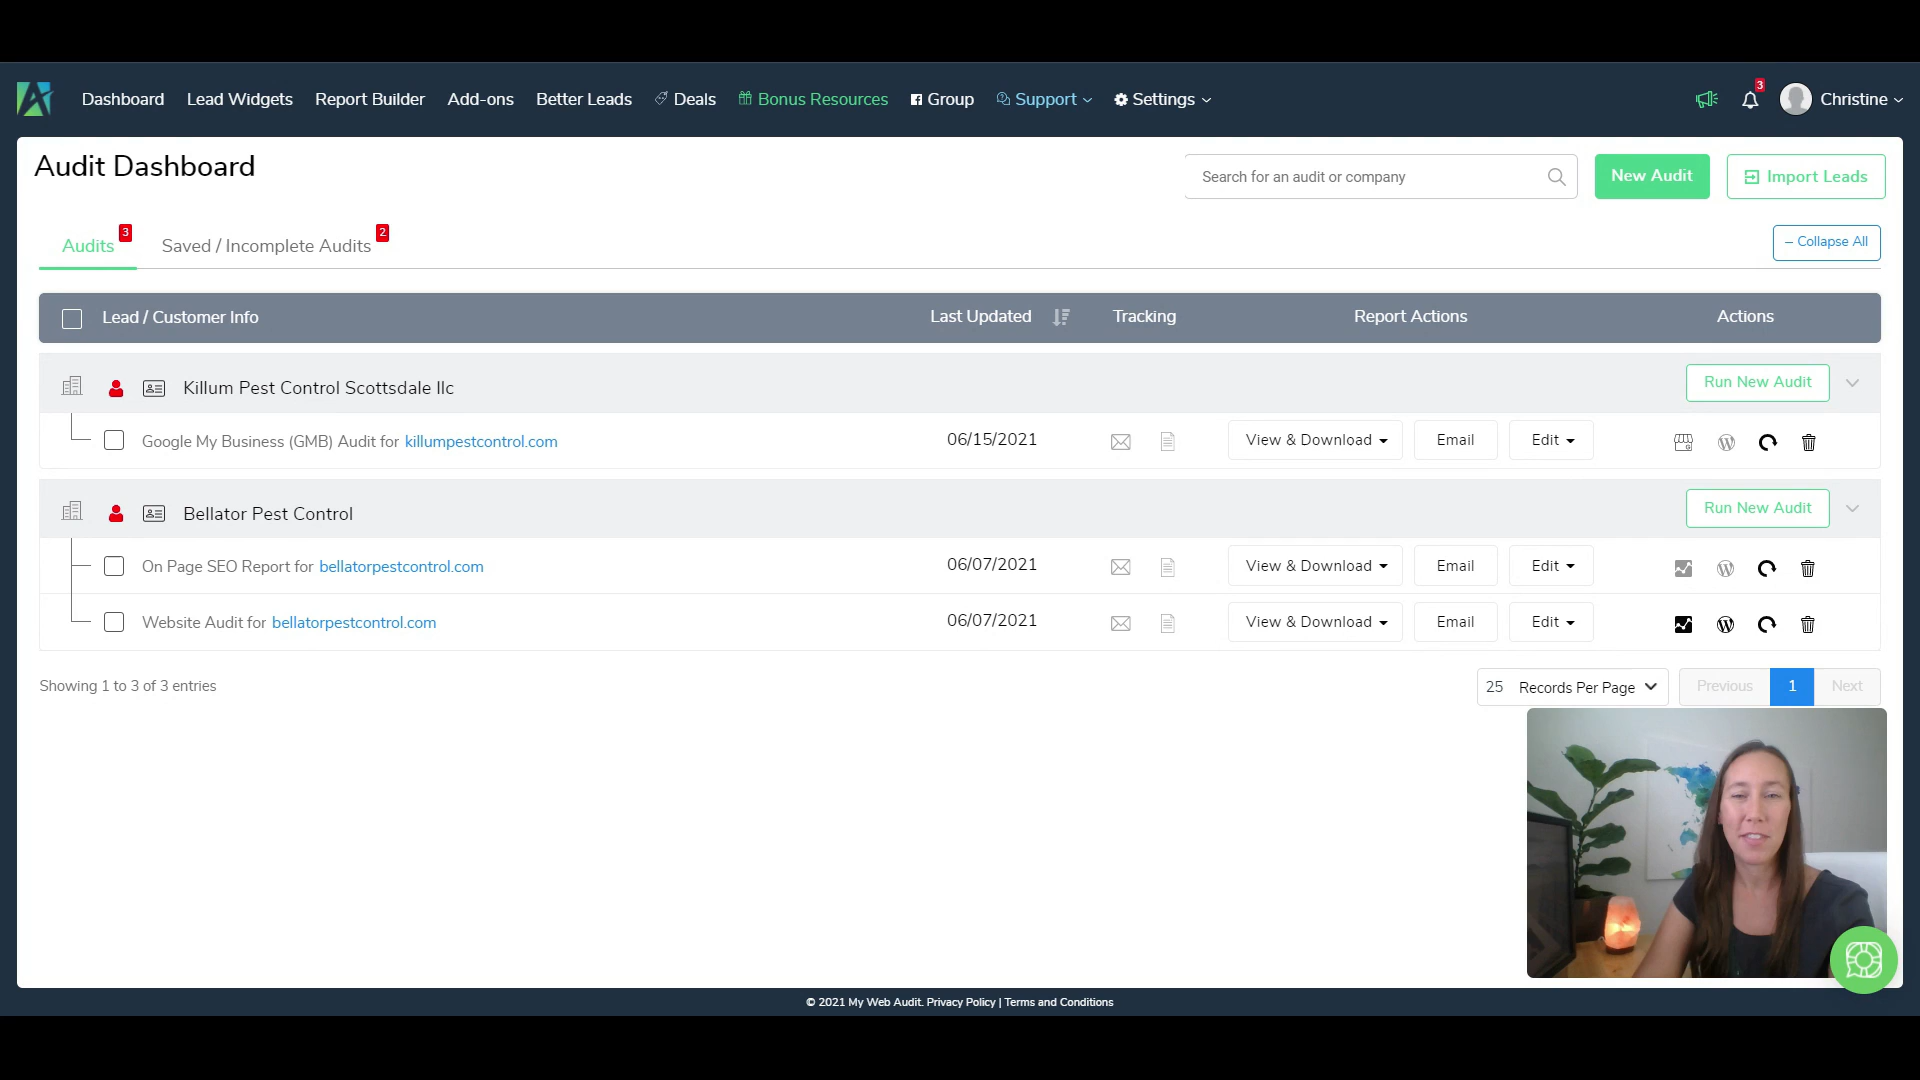 Dashboard Lead Widgets Report Builder Add-ons Better Leads Deals Bonus Resources Group Support Settings 3 Christine
Audit Dashboard
Search for an audit or company
New Audit
Import Leads
Audits 3 Saved / Incomplete Audits 2
– Collapse All
Lead / Customer Info Last Updated Tracking Report Actions Actions
Killum Pest Control Scottsdale llc Run New Audit
Google My Business (GMB) Audit for killumpestcontrol.com 06/15/2021 View & Download Email Edit
Bellator Pest Control Run New Audit
On Page SEO Report for bellatorpestcontrol.com 06/07/2021 View & Download Email Edit
Website Audit for bellatorpestcontrol.com 06/07/2021 View & Download Email Edit
Showing 1 to 3 of 3 entries 25 Records Per Page Previous 1 Next
© 2021 My Web Audit. Privacy Policy | Terms and Conditions